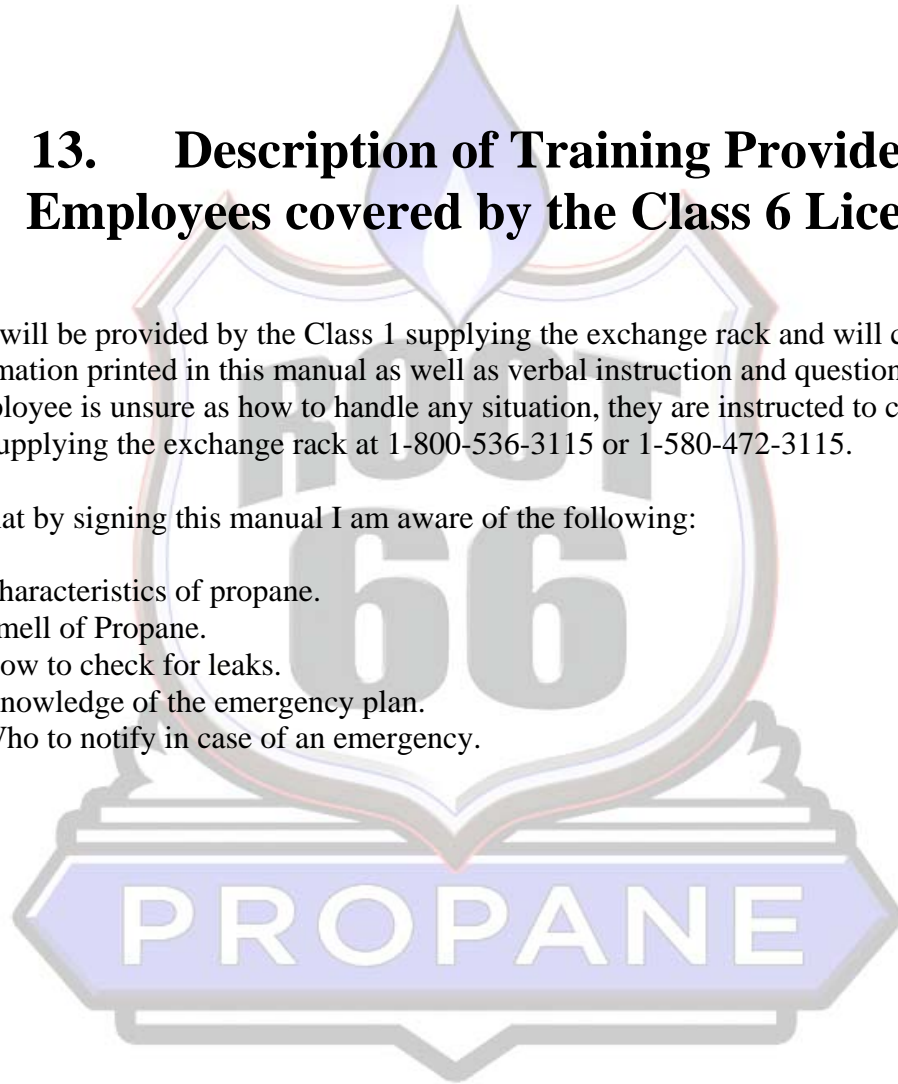 13. Description of Training Provide
Employees covered by the Class 6 Lice
will be provided by the Class 1 supplying the exchange rack and will c
mation printed in this manual as well as verbal instruction and question
ployee is unsure as how to handle any situation, they are instructed to c
supplying the exchange rack at 1-800-536-3115 or 1-580-472-3115.
at by signing this manual I am aware of the following:
haracteristics of propane.
mell of Propane.
ow to check for leaks.
nowledge of the emergency plan.
ho to notify in case of an emergency.
ROOT
66
PROPANE